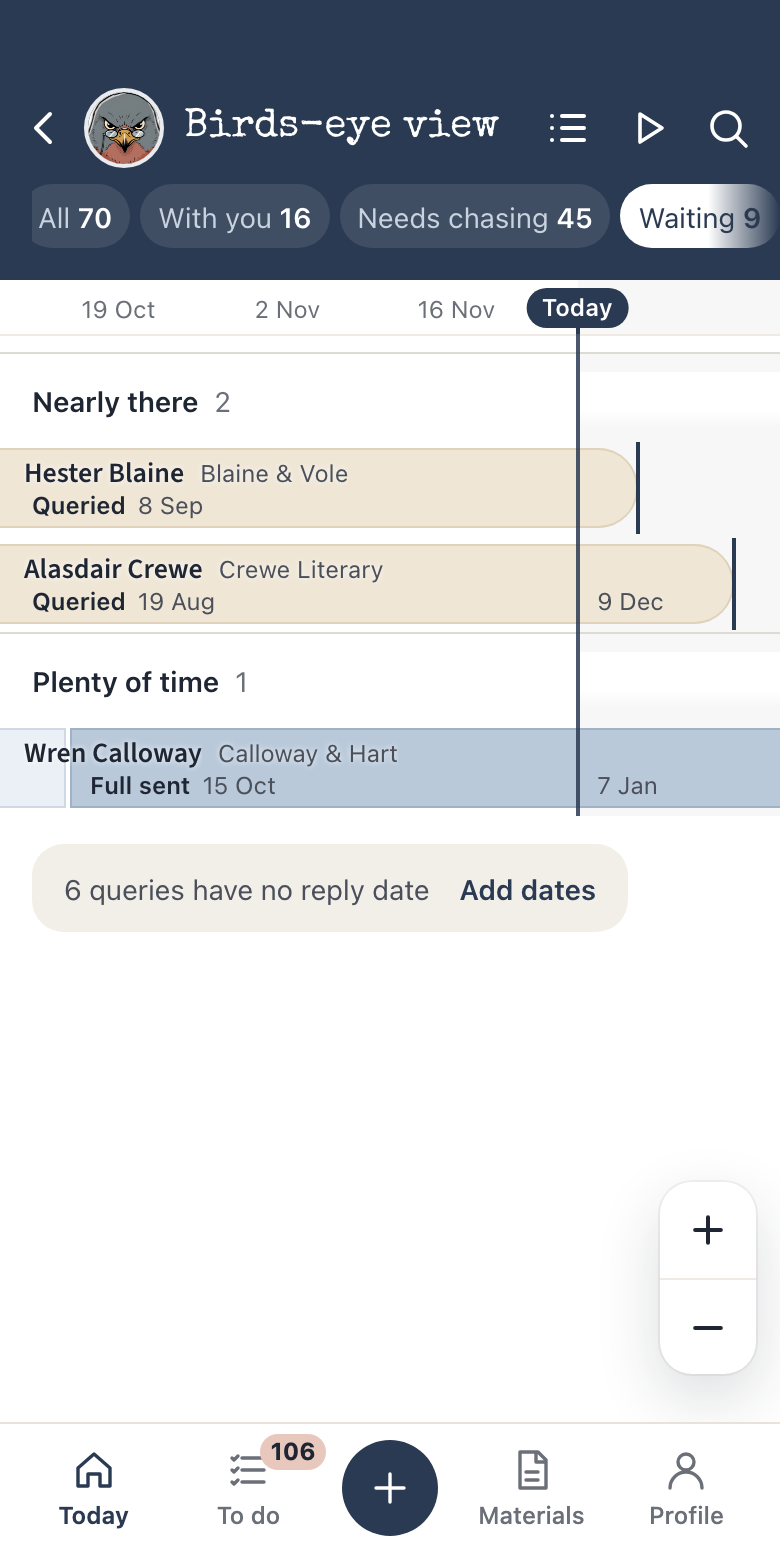 Birds-eye view
All 70 With you 16 Needs chasing 45 Waiting 9
19 Oct 2 Nov 16 Nov Today
Nearly there 2
Hester Blaine Blaine & Vole
Queried 8 Sep
Alasdair Crewe Crewe Literary
Queried 19 Aug 9 Dec
Plenty of time 1
Wren Calloway Calloway & Hart
Full sent 15 Oct 7 Jan
6 queries have no reply date Add dates
106
Today To do Materials Profile